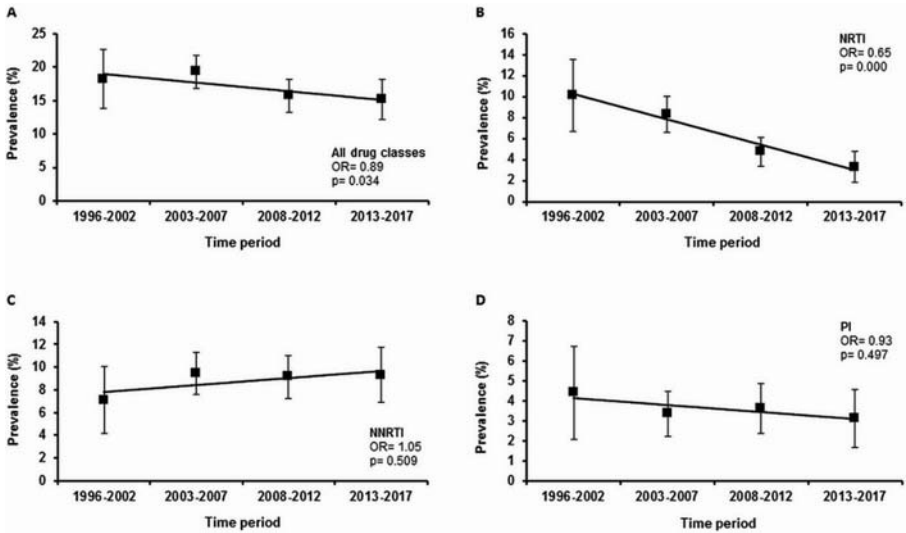 A
25
20
15
10
5
0
Prevalence (%)
All drug classes
OR= 0.89
p= 0.034
1996-2002 2003-2007 2008-2012 2013-2017
Time period
B
16
14
12
10
8
6
4
2
0
Prevalence (%)
NRTI
OR= 0.65
p= 0.000
1996-2002 2003-2007 2008-2012 2013-2017
Time period
C
14
12
10
8
6
4
2
0
Prevalence (%)
NNRTI
OR= 1.05
p= 0.509
1996-2002 2003-2007 2008-2012 2013-2017
Time period
D
8
7
6
5
4
3
2
1
0
Prevalence (%)
PI
OR= 0.93
p= 0.497
1996-2002 2003-2007 2008-2012 2013-2017
Time period